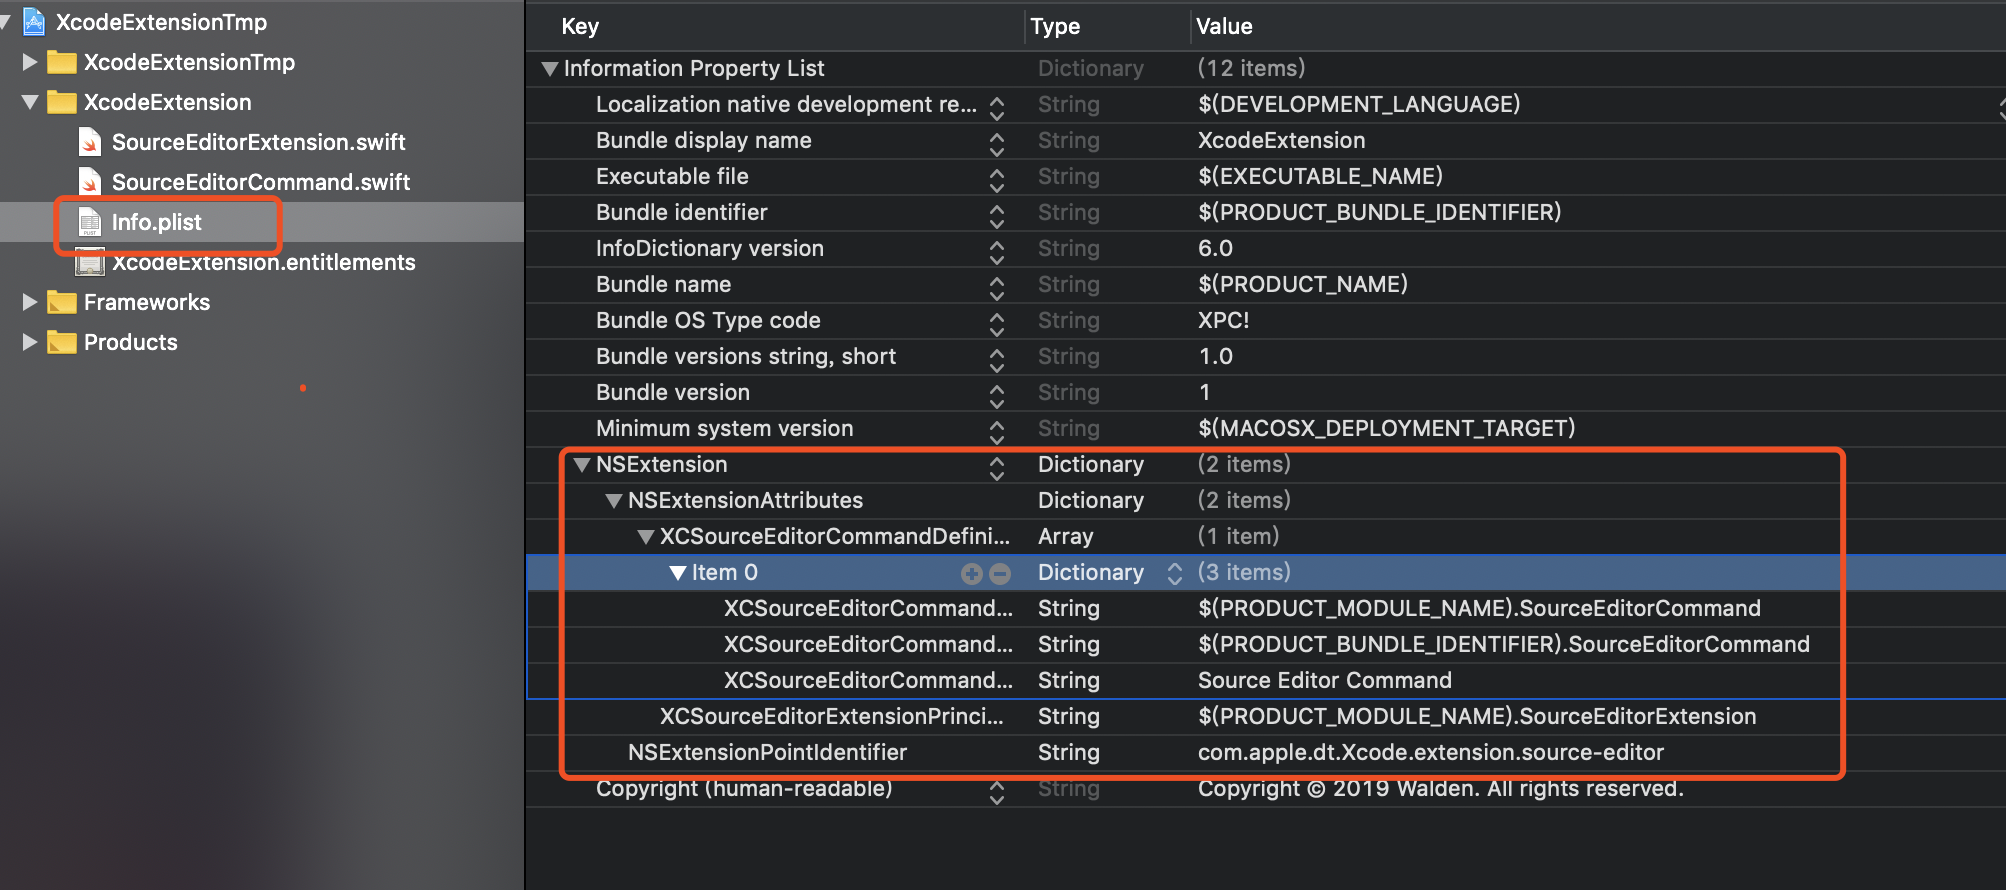 XcodeExtensionTmp
XcodeExtensionTmp
XcodeExtension
SourceEditorExtension.swift
SourceEditorCommand.swift
Info.plist
XcodeExtension.entitlements
Frameworks
Products
Key Type Value
Information Property List Dictionary (12 items)
Localization native development re... String $(DEVELOPMENT_LANGUAGE)
Bundle display name String XcodeExtension
Executable file String $(EXECUTABLE_NAME)
Bundle identifier String $(PRODUCT_BUNDLE_IDENTIFIER)
InfoDictionary version String 6.0
Bundle name String $(PRODUCT_NAME)
Bundle OS Type code String XPC!
Bundle versions string, short String 1.0
Bundle version String 1
Minimum system version String $(MACOSX_DEPLOYMENT_TARGET)
NSExtension Dictionary (2 items)
NSExtensionAttributes Dictionary (2 items)
XCSourceEditorCommandDefini... Array (1 item)
Item 0 Dictionary (3 items)
XCSourceEditorCommand... String $(PRODUCT_MODULE_NAME).SourceEditorCommand
XCSourceEditorCommand... String $(PRODUCT_BUNDLE_IDENTIFIER).SourceEditorCommand
XCSourceEditorCommand... String Source Editor Command
XCSourceEditorExtensionPrinci... String $(PRODUCT_MODULE_NAME).SourceEditorExtension
NSExtensionPointIdentifier String com.apple.dt.Xcode.extension.source-editor
Copyright (human-readable) String Copyright © 2019 Walden. All rights reserved.